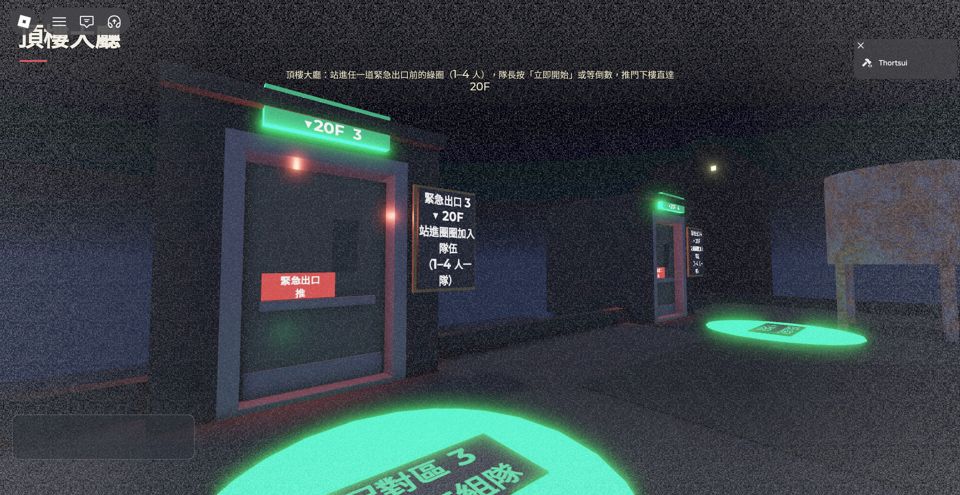 頂樓大廳
Thortsui
頂樓大廳：站進任一道緊急出口前的綠圈（1–4 人），隊長按「立即開始」或等倒數，推門下樓直達
20F
▼20F 3
緊急出口 3
▼ 20F
站進圈圈加入
隊伍
（1–4 人一
隊）
緊急出口
推
配對區 3
組隊